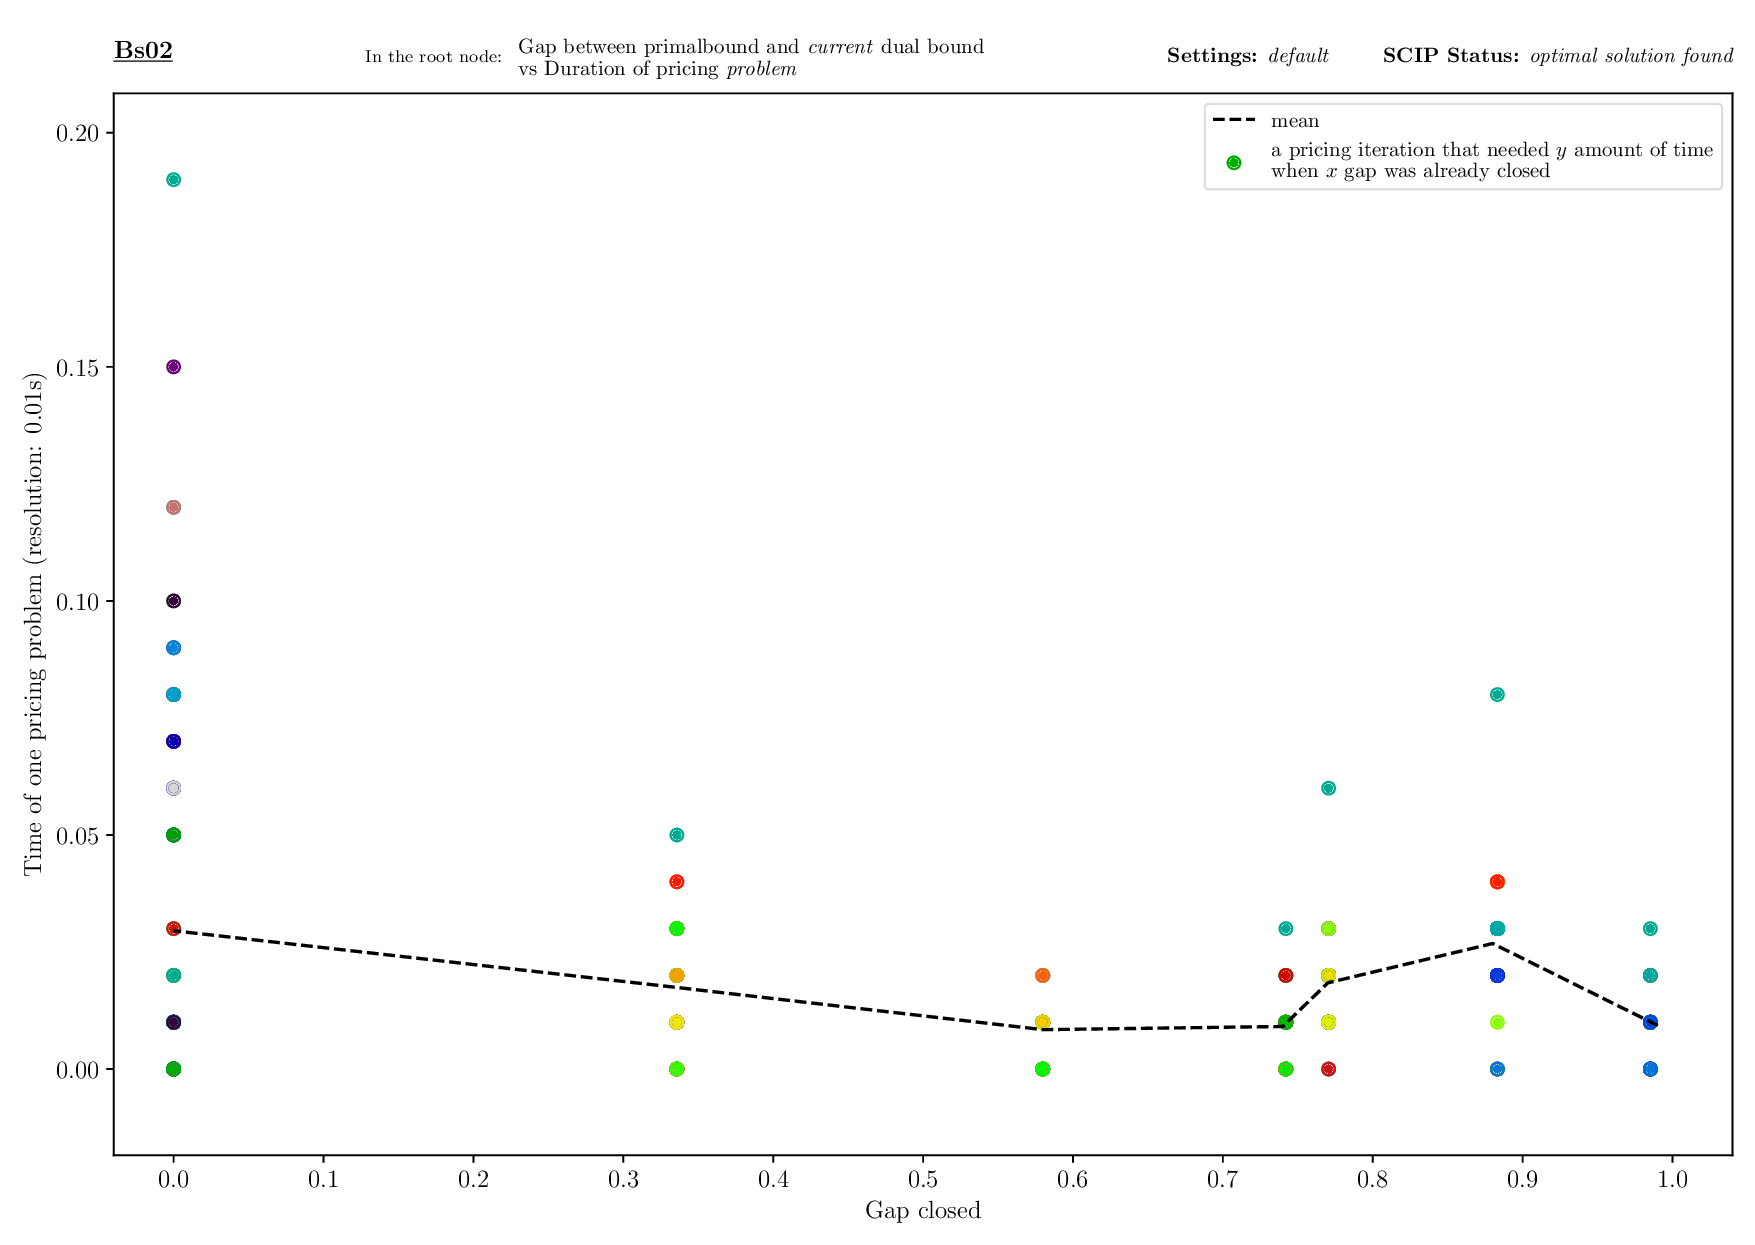 Bs02
In the root node:
Gap between primalbound and current dual bound
vs Duration of pricing problem
Settings: default
SCIP Status: optimal solution found
mean
a pricing iteration that needed y amount of time
when x gap was already closed
Time of one pricing problem (resolution: 0.01s)
0.20
0.15
0.10
0.05
0.00
0.0 0.1 0.2 0.3 0.4 0.5 0.6 0.7 0.8 0.9 1.0
Gap closed